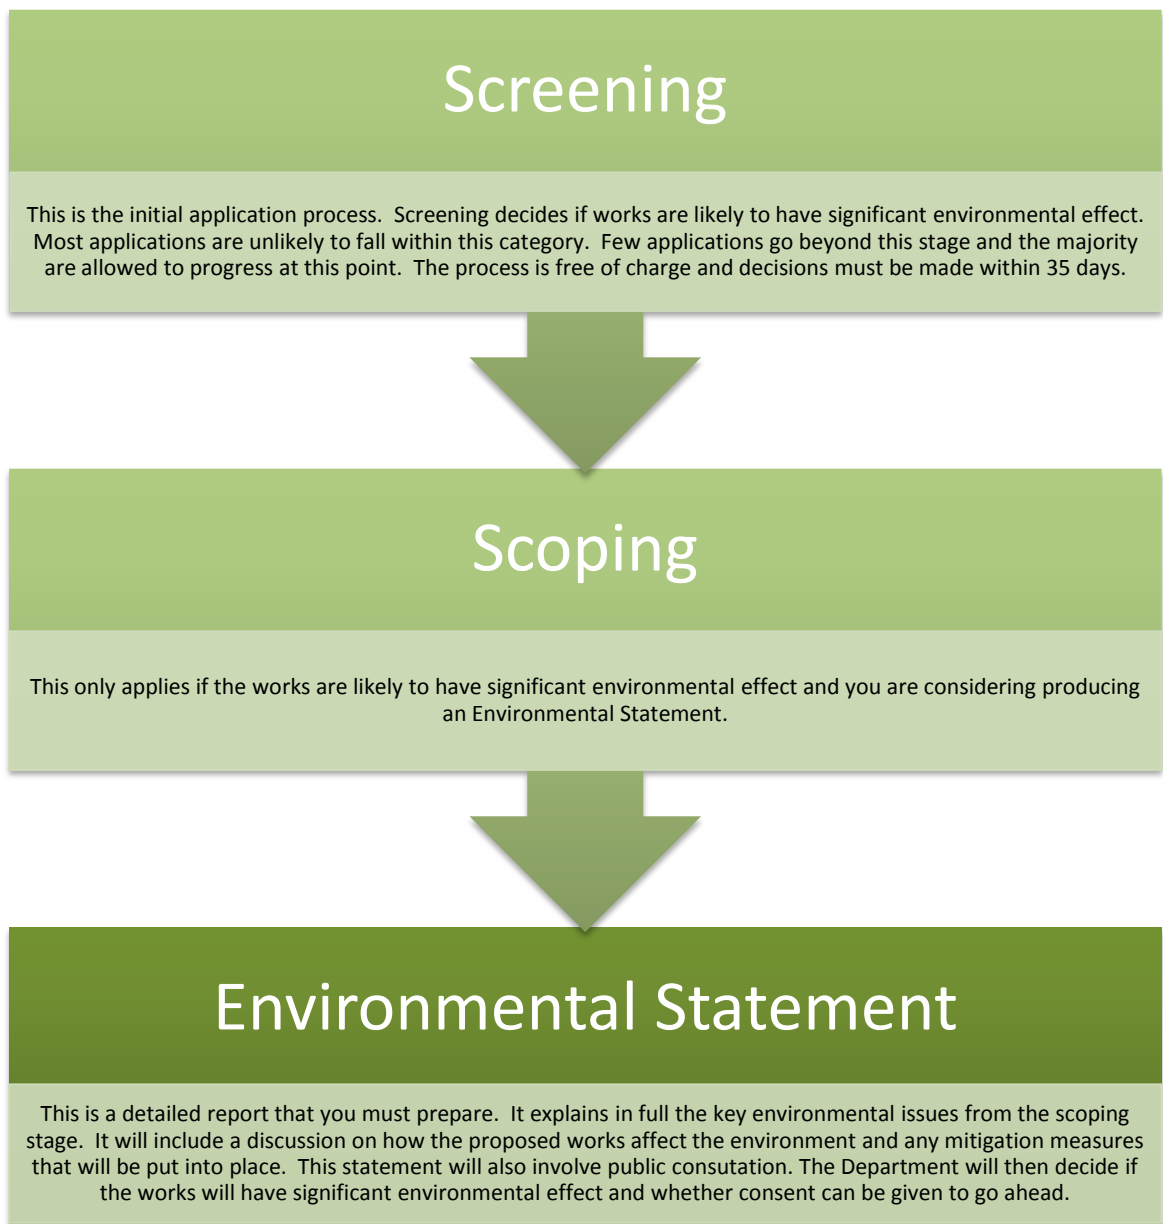 Screening
This is the initial application process.  Screening decides if works are likely to have significant environmental effect.
Most applications are unlikely to fall within this category.  Few applications go beyond this stage and the majority
are allowed to progress at this point.  The process is free of charge and decisions must be made within 35 days.
Scoping
This only applies if the works are likely to have significant environmental effect and you are considering producing
an Environmental Statement.
Environmental Statement
This is a detailed report that you must prepare.  It explains in full the key environmental issues from the scoping
stage.  It will include a discussion on how the proposed works affect the environment and any mitigation measures
that will be put into place.  This statement will also involve public consutation. The Department will then decide if
the works will have significant environmental effect and whether consent can be given to go ahead.